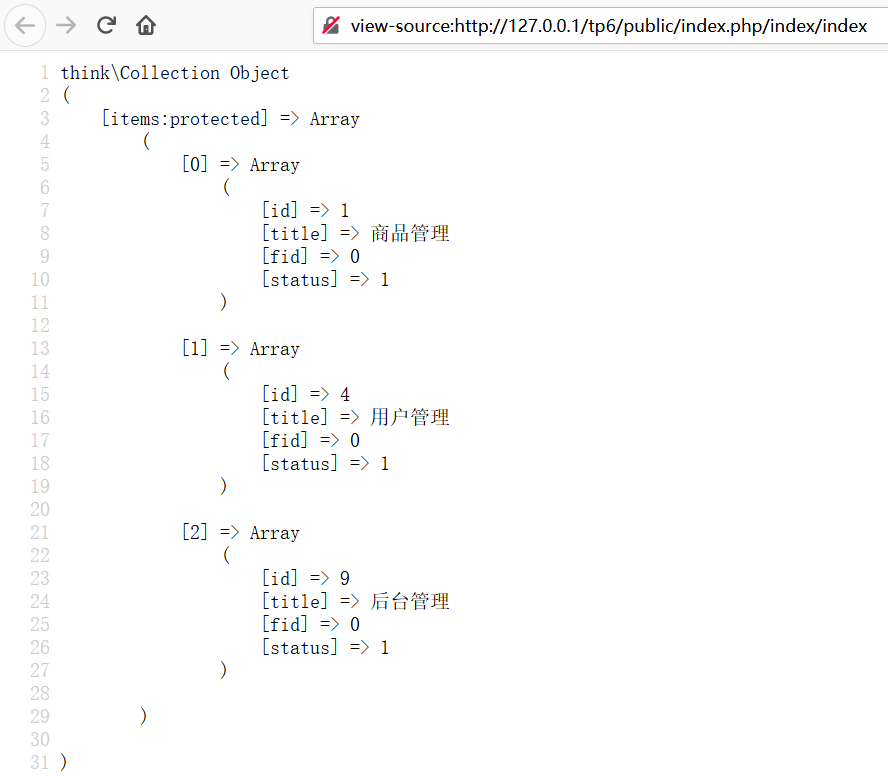 view-source:http://127.0.0.1/tp6/public/index.php/index/index
1 think\Collection Object
2 (
3     [items:protected] => Array
4         (
5             [0] => Array
6                 (
7                     [id] => 1
8                     [title] => 商品管理
9                     [fid] => 0
10                     [status] => 1
11                 )
12
13             [1] => Array
14                 (
15                     [id] => 4
16                     [title] => 用户管理
17                     [fid] => 0
18                     [status] => 1
19                 )
20
21             [2] => Array
22                 (
23                     [id] => 9
24                     [title] => 后台管理
25                     [fid] => 0
26                     [status] => 1
27                 )
28
29         )
30
31 )